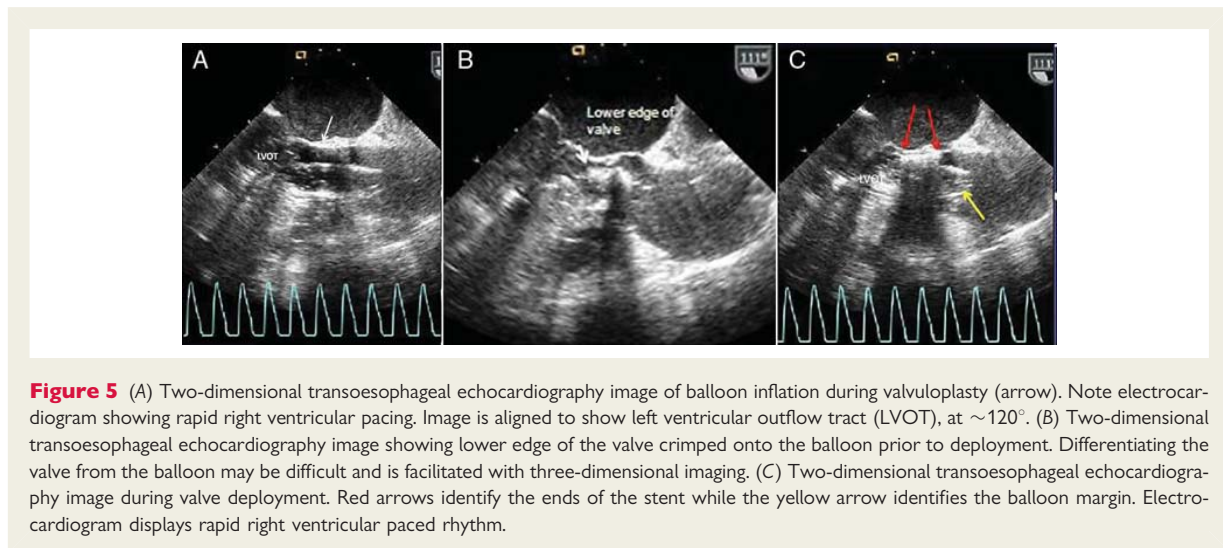 A
B
C
111°
111
Lower edge of
valve
LVOT
LVOT
Figure 5 (A) Two-dimensional transoesophageal echocardiography image of balloon inflation during valvuloplasty (arrow). Note electrocar-
diogram showing rapid right ventricular pacing. Image is aligned to show left ventricular outflow tract (LVOT), at ∼120°. (B) Two-dimensional
transoesophageal echocardiography image showing lower edge of the valve crimped onto the balloon prior to deployment. Differentiating the
valve from the balloon may be difficult and is facilitated with three-dimensional imaging. (C) Two-dimensional transoesophageal echocardiogra-
phy image during valve deployment. Red arrows identify the ends of the stent while the yellow arrow identifies the balloon margin. Electro-
cardiogram displays rapid right ventricular paced rhythm.